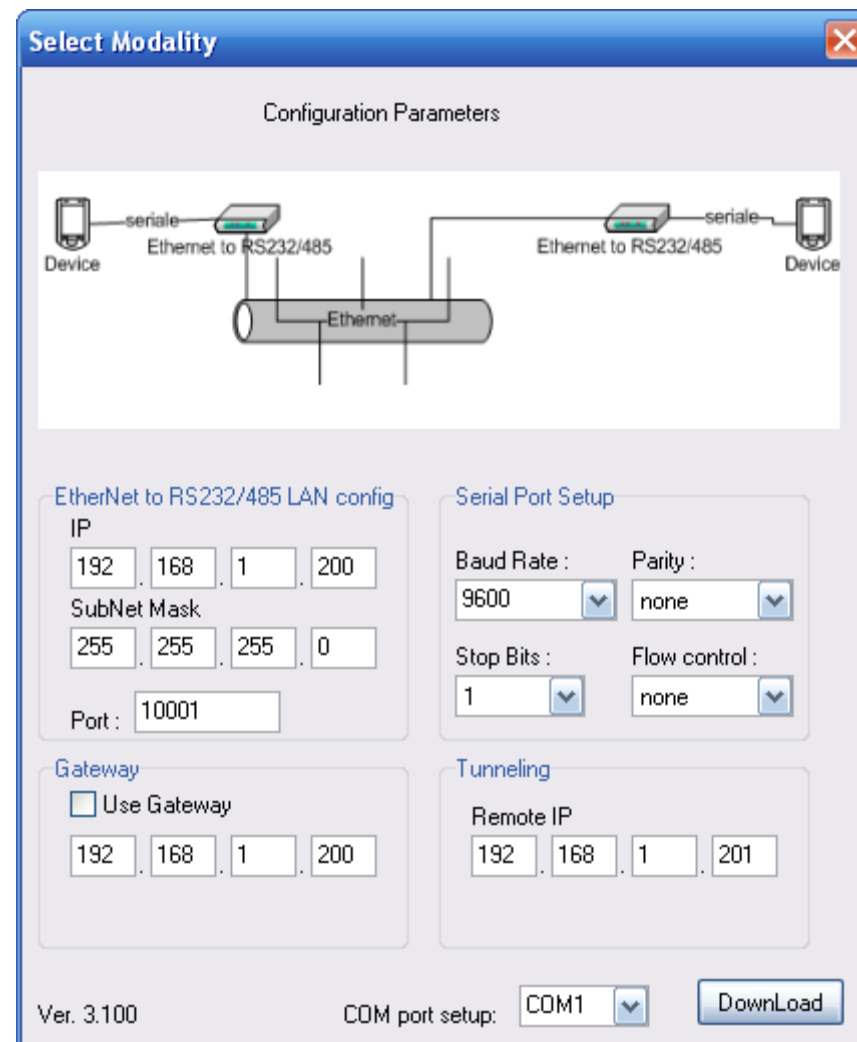 Select Modality
Configuration Parameters
seriale
seriale
Device
Ethernet to RS232/485
Ethernet to RS232/485
Device
Ethernet
EtherNet to RS232/485 LAN config
IP
192 . 168 . 1 . 200
SubNet Mask
255 . 255 . 255 . 0
Port : 10001
Serial Port Setup
Baud Rate : Parity :
9600 none
Stop Bits : Flow control :
1 none
Gateway
Use Gateway
192 . 168 . 1 . 200
Tunneling
Remote IP
192 . 168 . 1 . 201
Ver. 3.100
COM port setup: COM1
DownLoad